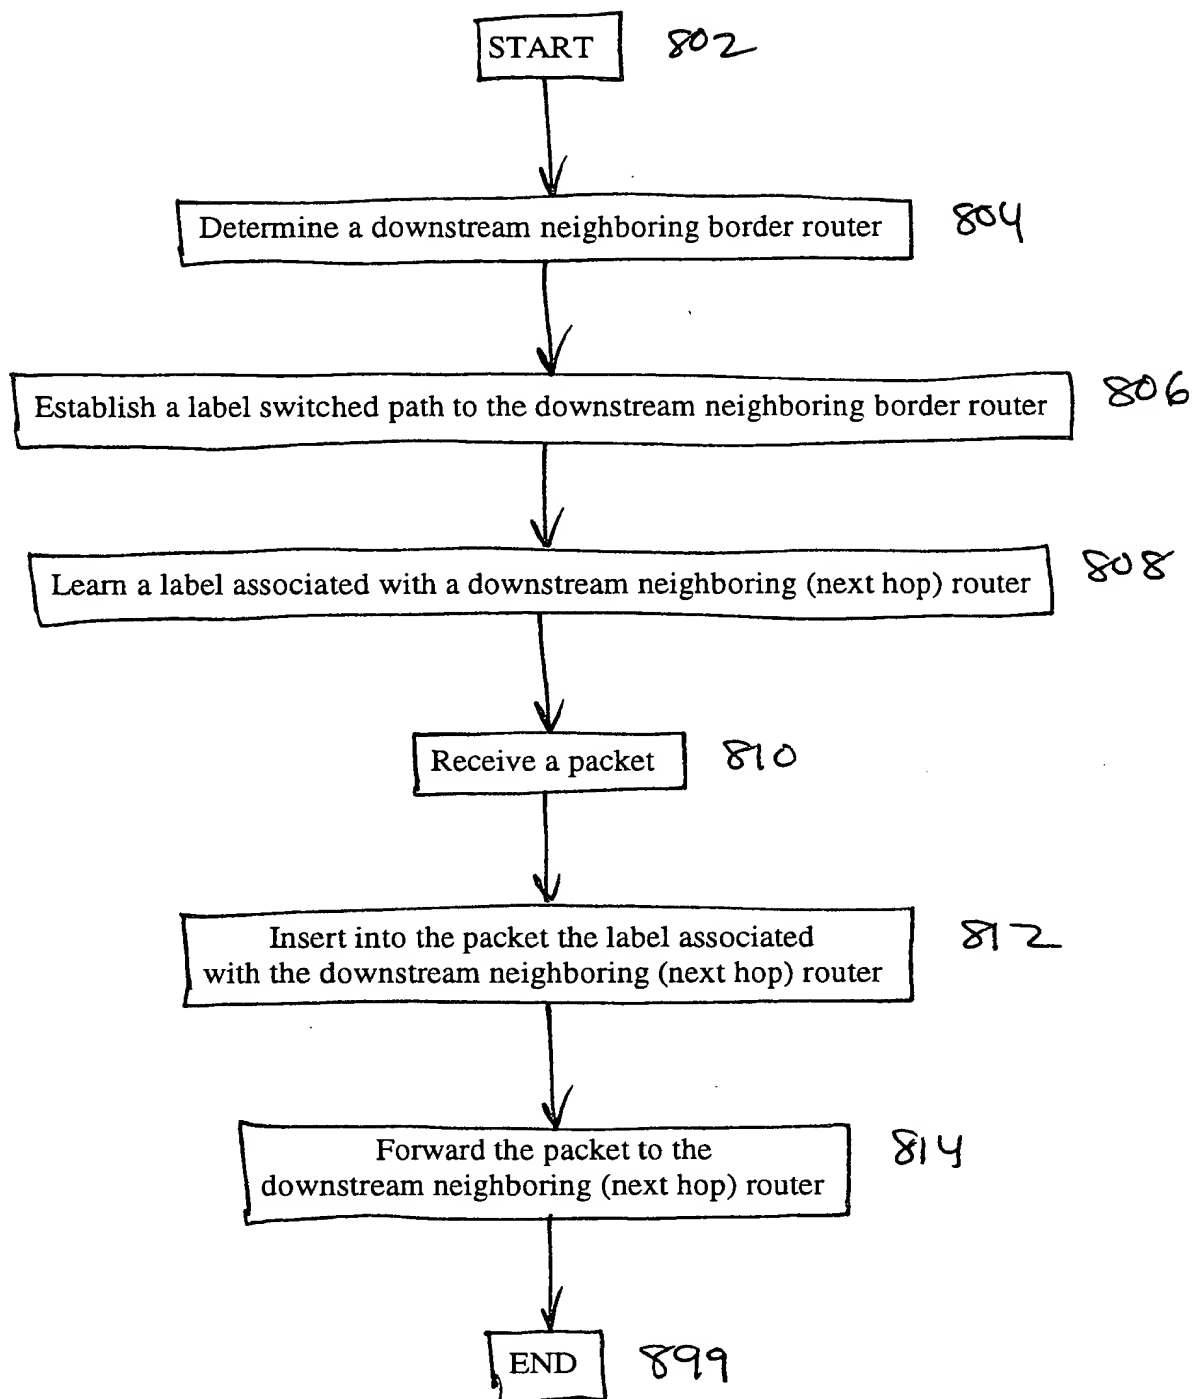 START 802
Determine a downstream neighboring border router 804
Establish a label switched path to the downstream neighboring border router 806
Learn a label associated with a downstream neighboring (next hop) router 808
Receive a packet 810
Insert into the packet the label associated 812
with the downstream neighboring (next hop) router
Forward the packet to the 814
downstream neighboring (next hop) router
END 899